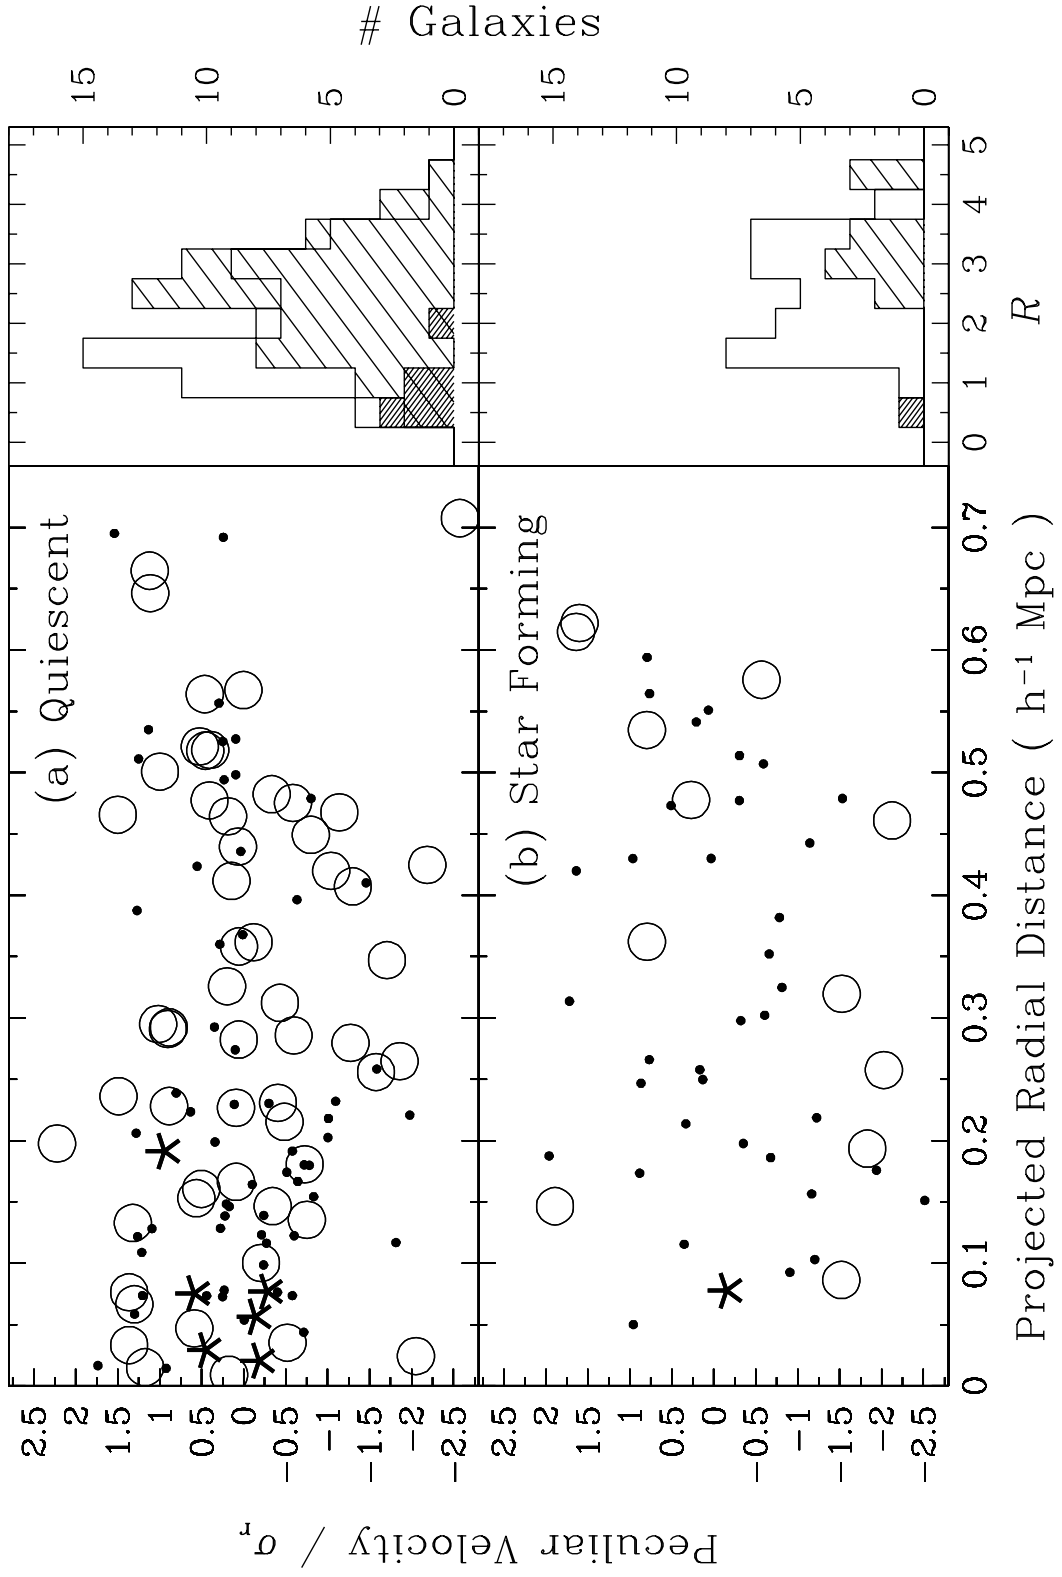 # Galaxies
15 10 5 0
15 10 5 0
0 1 2 3 4 5
R
(a) Quiescent
(b) Star Forming
2.5 2 1.5 1 0.5 0 −0.5 −1 −1.5 −2 −2.5
2 1.5 1 0.5 0 −0.5 −1 −1.5 −2 −2.5
Peculiar Velocity / σr
0 0.1 0.2 0.3 0.4 0.5 0.6 0.7
Projected Radial Distance ( h−1 Mpc )